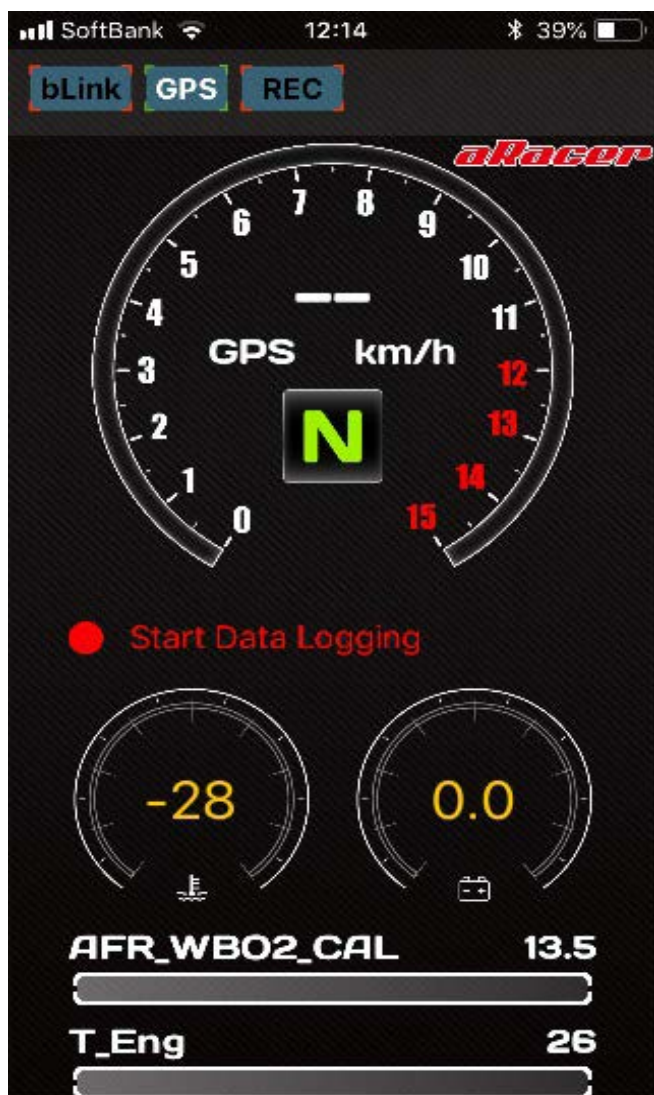 SoftBank 12:14 39%
bLink GPS REC
aRacer
7 8
6 9
5 10
--
4 11
GPS km/h
3 12
N
2 13
1 14
0 15
Start Data Logging
-28 0.0
AFR_WBO2_CAL 13.5
T_Eng 26